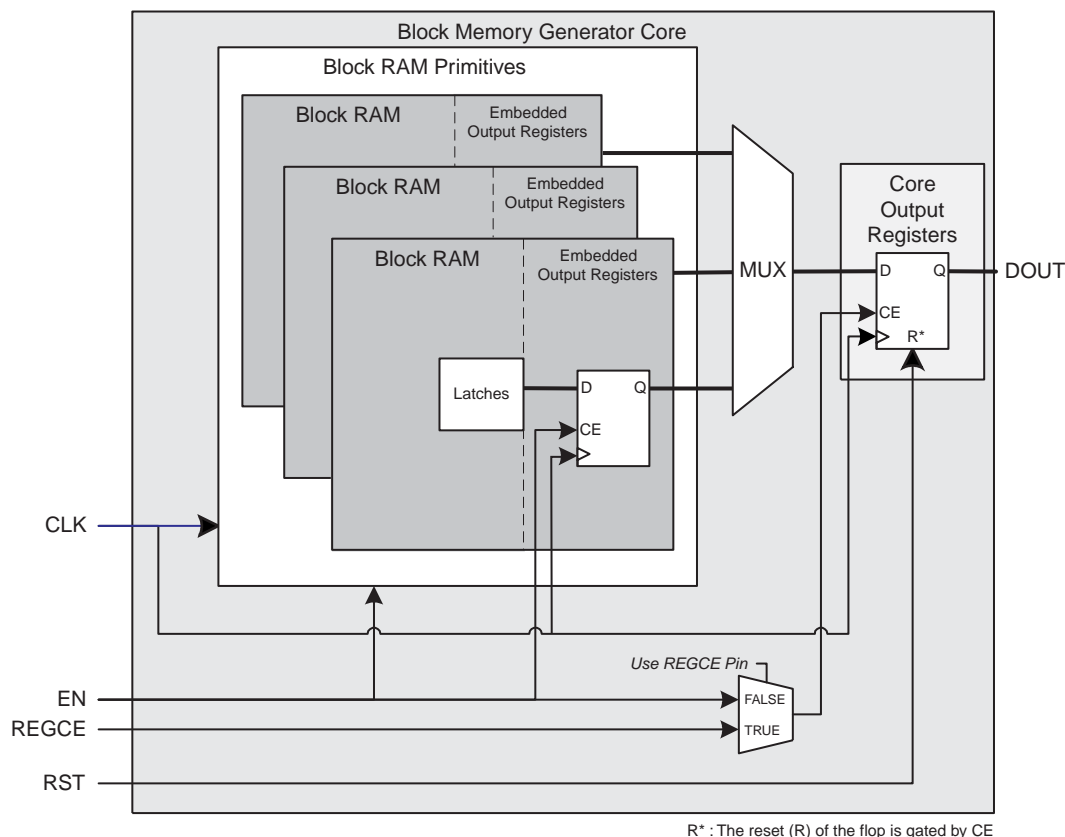 Block Memory Generator Core
Block RAM Primitives
Block RAM
Embedded
Output Registers
Block RAM
Embedded
Output Registers
Block RAM
Embedded
Output Registers
MUX
Core
Output
Registers
D
Q
CE
R*
DOUT
Latches
D
Q
CE
CLK
Use REGCE Pin
EN
FALSE
REGCE
TRUE
RST
R* : The reset (R) of the flop is gated by CE